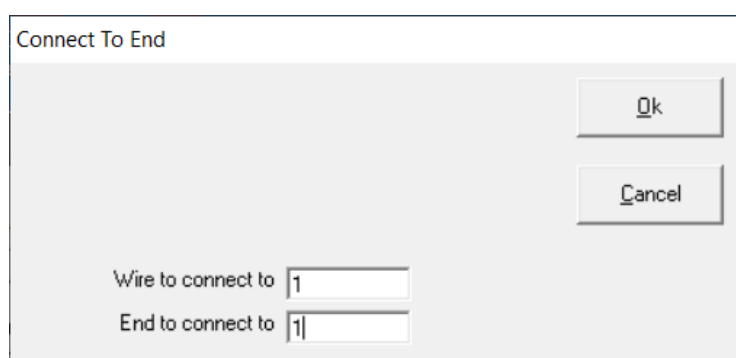 Connect To End
Ok
Cancel
Wire to connect to 1
End to connect to 1